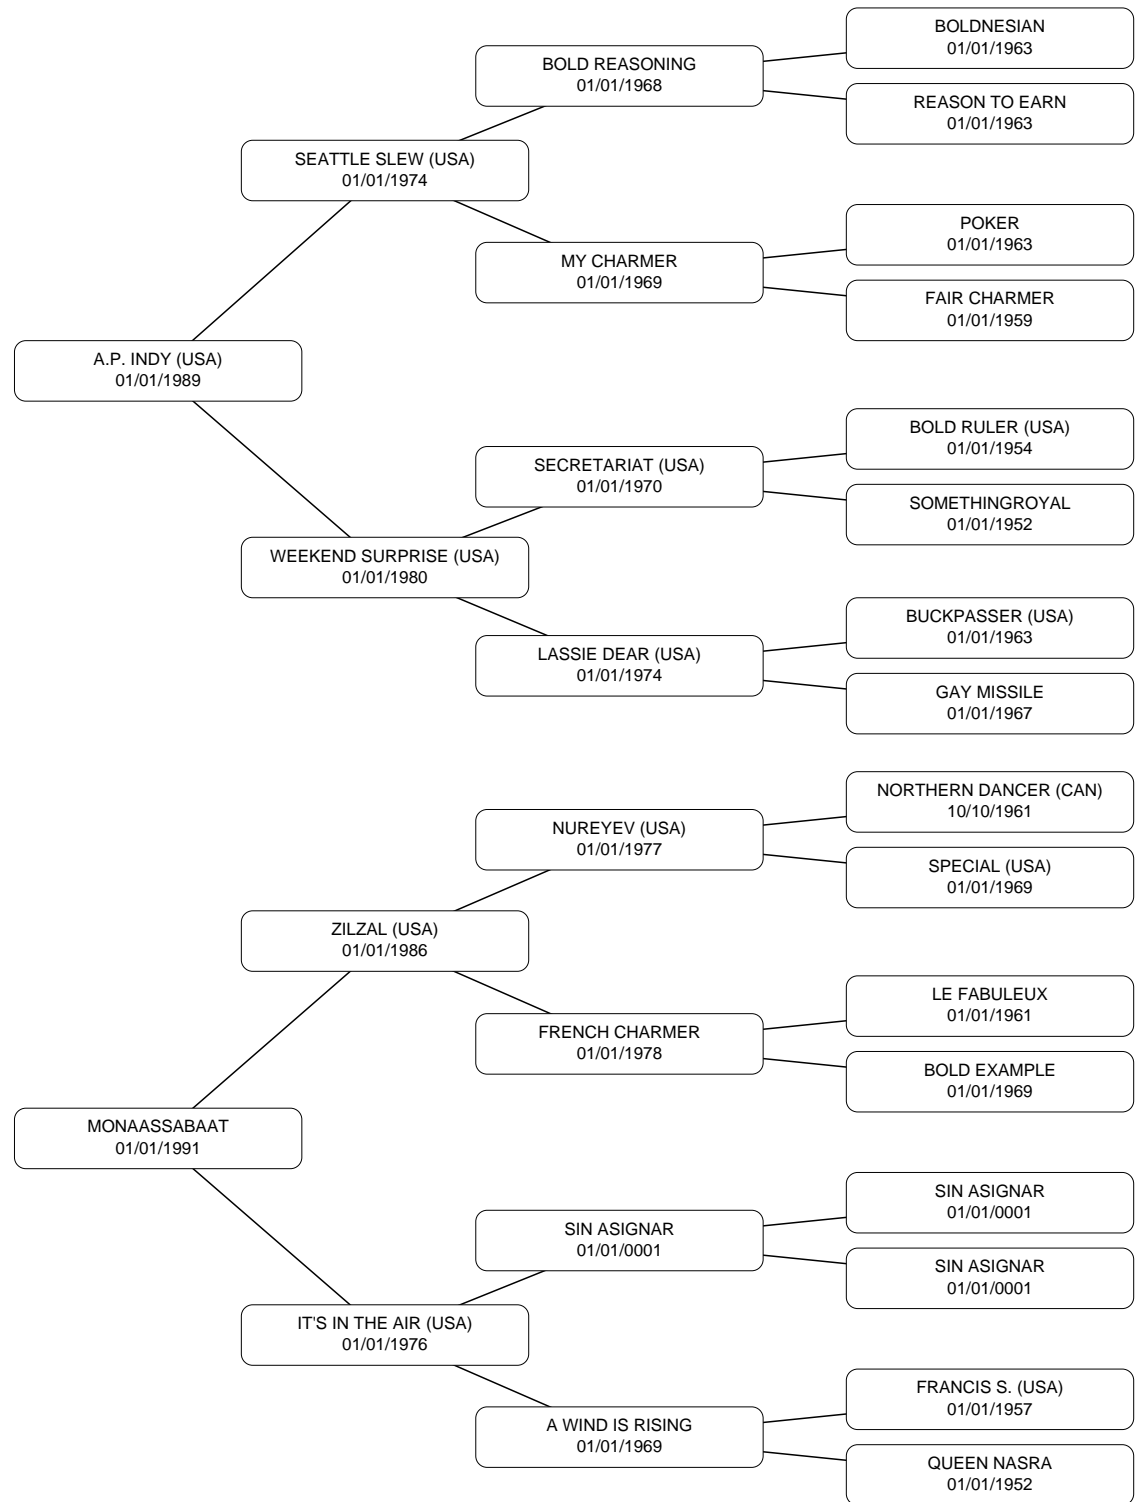 BOLDNESIAN
01/01/1963
BOLD REASONING
01/01/1968
REASON TO EARN
01/01/1963
SEATTLE SLEW (USA)
01/01/1974
POKER
01/01/1963
MY CHARMER
01/01/1969
FAIR CHARMER
01/01/1959
A.P. INDY (USA)
01/01/1989
BOLD RULER (USA)
01/01/1954
SECRETARIAT (USA)
01/01/1970
SOMETHINGROYAL
01/01/1952
WEEKEND SURPRISE (USA)
01/01/1980
BUCKPASSER (USA)
01/01/1963
LASSIE DEAR (USA)
01/01/1974
GAY MISSILE
01/01/1967
NORTHERN DANCER (CAN)
10/10/1961
NUREYEV (USA)
01/01/1977
SPECIAL (USA)
01/01/1969
ZILZAL (USA)
01/01/1986
LE FABULEUX
01/01/1961
FRENCH CHARMER
01/01/1978
BOLD EXAMPLE
01/01/1969
MONAASSABAAT
01/01/1991
SIN ASIGNAR
01/01/0001
SIN ASIGNAR
01/01/0001
SIN ASIGNAR
01/01/0001
IT'S IN THE AIR (USA)
01/01/1976
FRANCIS S. (USA)
01/01/1957
A WIND IS RISING
01/01/1969
QUEEN NASRA
01/01/1952